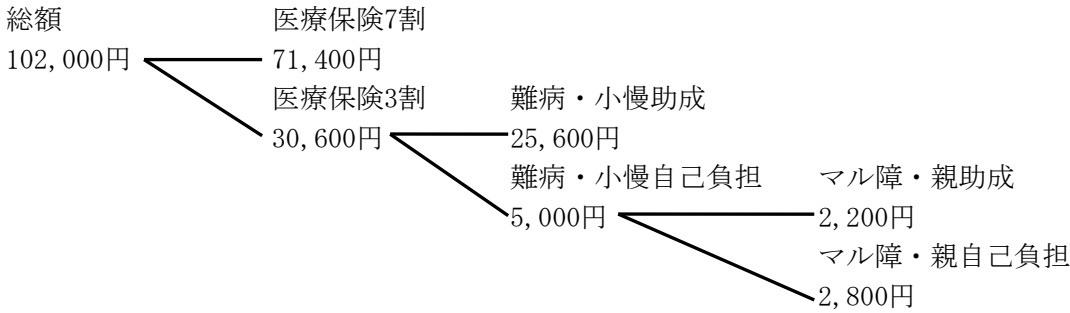 総額 医療保険7割
102,000円 71,400円
医療保険3割 難病・小慢助成
30,600円 25,600円
難病・小慢自己負担 マル障・親助成
5,000円 2,200円
マル障・親自己負担
2,800円